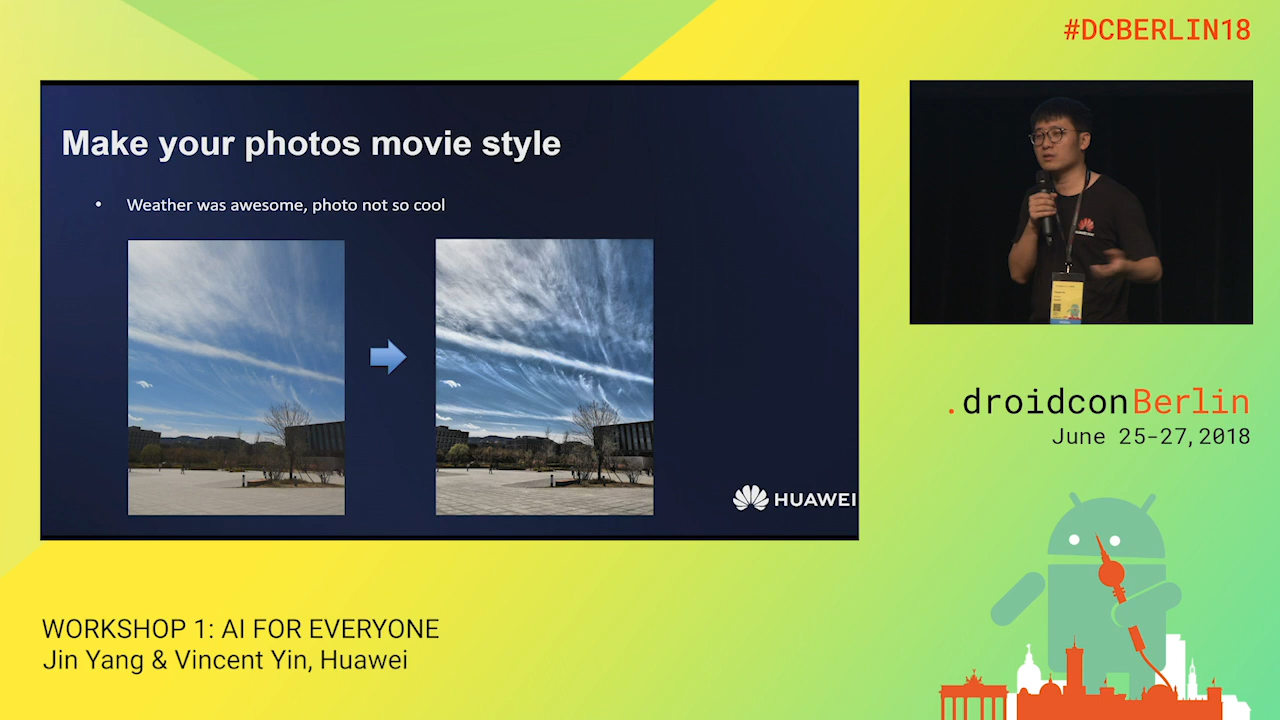 #DCBERLIN18
Make your photos movie style
• Weather was awesome, photo not so cool
HUAWEI
.droidconBerlin
June 25-27, 2018
WORKSHOP 1: AI FOR EVERYONE
Jin Yang & Vincent Yin, Huawei